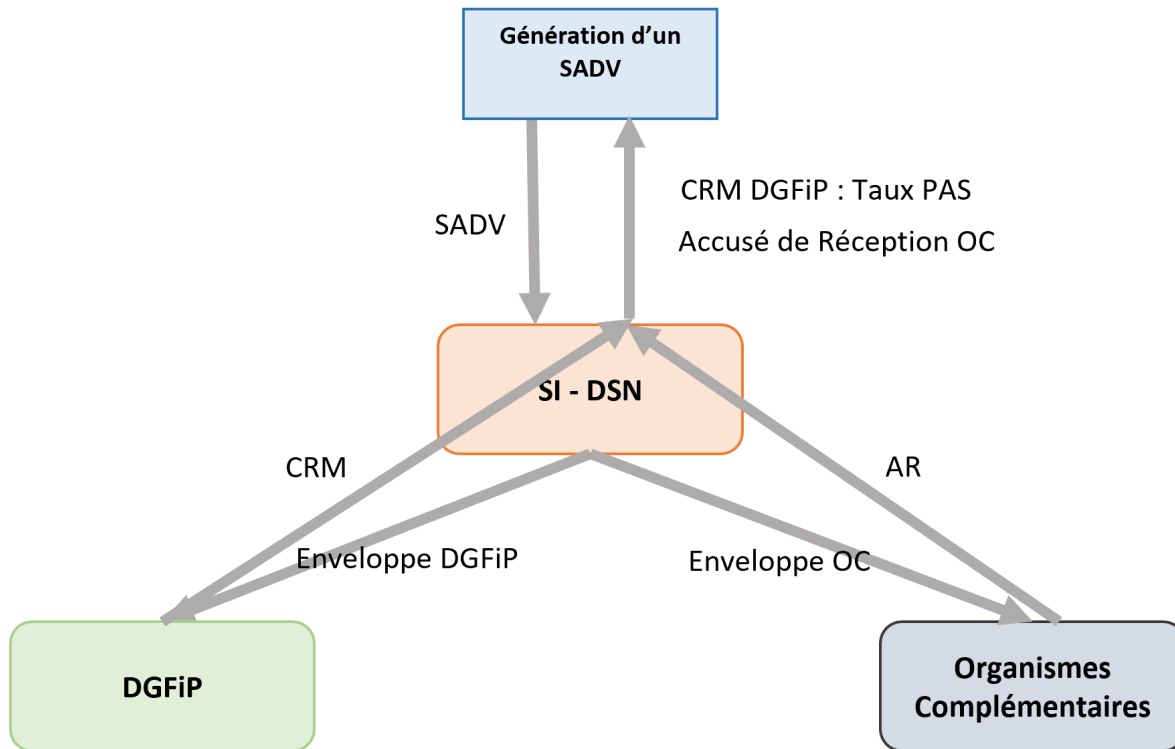 Génération d’un
SADV
SADV
CRM DGFiP : Taux PAS
Accusé de Réception OC
SI - DSN
CRM
AR
Enveloppe DGFiP
Enveloppe OC
DGFiP
Organismes
Complémentaires